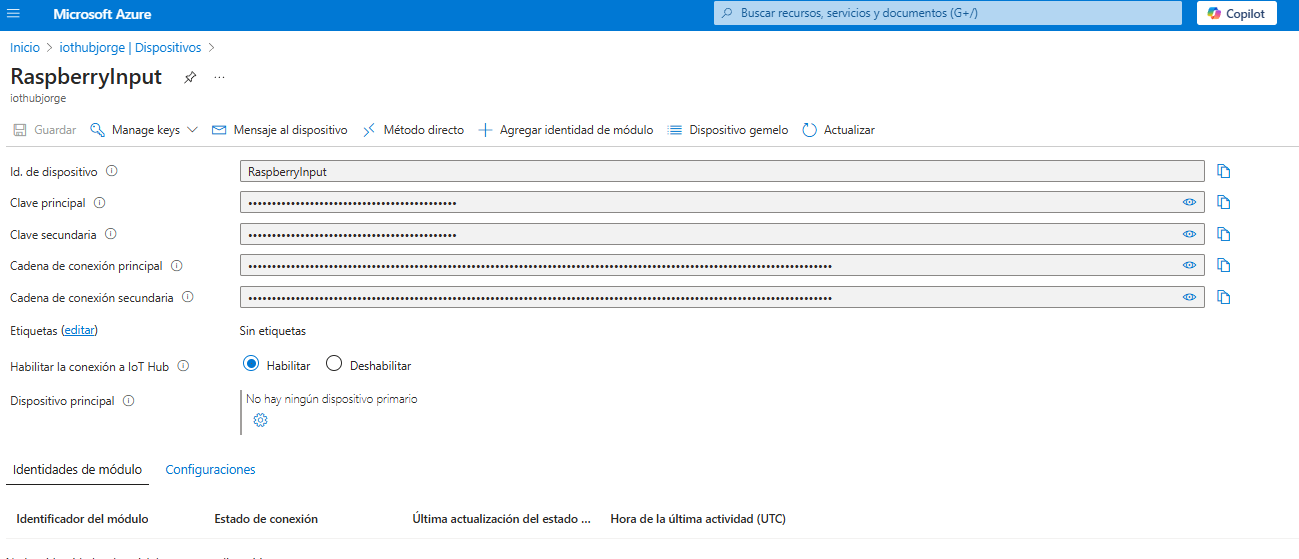 Microsoft Azure
Buscar recursos, servicios y documentos (G+/)
Copilot
Inicio > iothubjorge | Dispositivos >
RaspberryInput
iothubjorge
Guardar Manage keys Mensaje al dispositivo Método directo Agregar identidad de módulo Dispositivo gemelo Actualizar
Id. de dispositivo RaspberryInput
Clave principal ••••••••••••••••••••••••••••••••••••••••••••
Clave secundaria ••••••••••••••••••••••••••••••••••••••••••••
Cadena de conexión principal
Cadena de conexión secundaria
Etiquetas (editar) Sin etiquetas
Habilitar la conexión a IoT Hub Habilitar Deshabilitar
Dispositivo principal No hay ningún dispositivo primario
Identidades de módulo Configuraciones
Identificador del módulo Estado de conexión Última actualización del estado ... Hora de la última actividad (UTC)